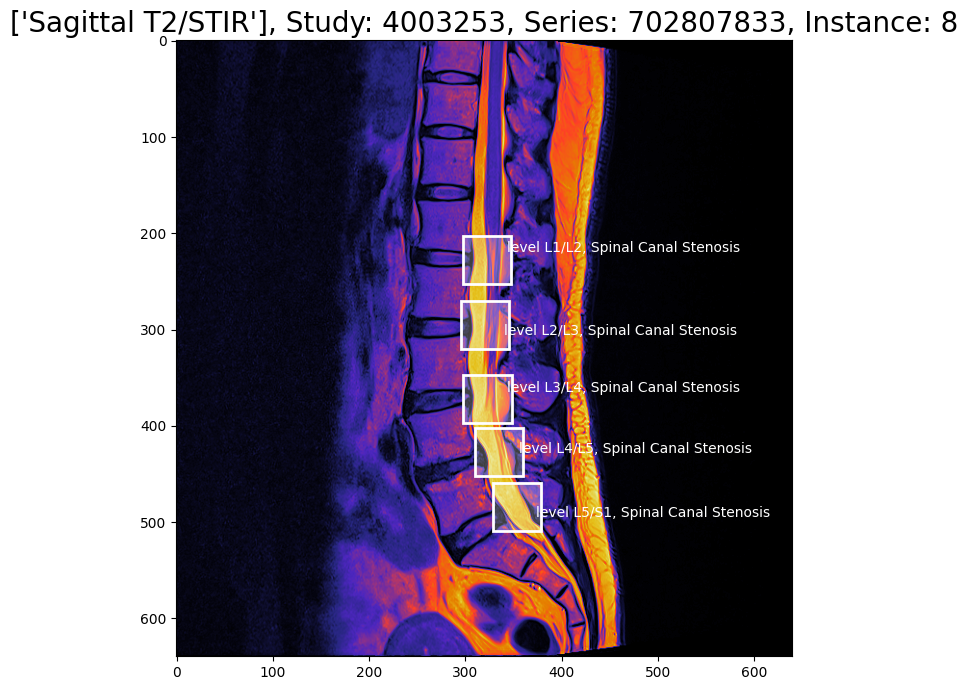 ['Sagittal T2/STIR'], Study: 4003253, Series: 702807833, Instance: 8
0
100
200
300
400
500
600
level L1/L2, Spinal Canal Stenosis
level L2/L3, Spinal Canal Stenosis
level L3/L4, Spinal Canal Stenosis
level L4/L5, Spinal Canal Stenosis
level L5/S1, Spinal Canal Stenosis
0 100 200 300 400 500 600